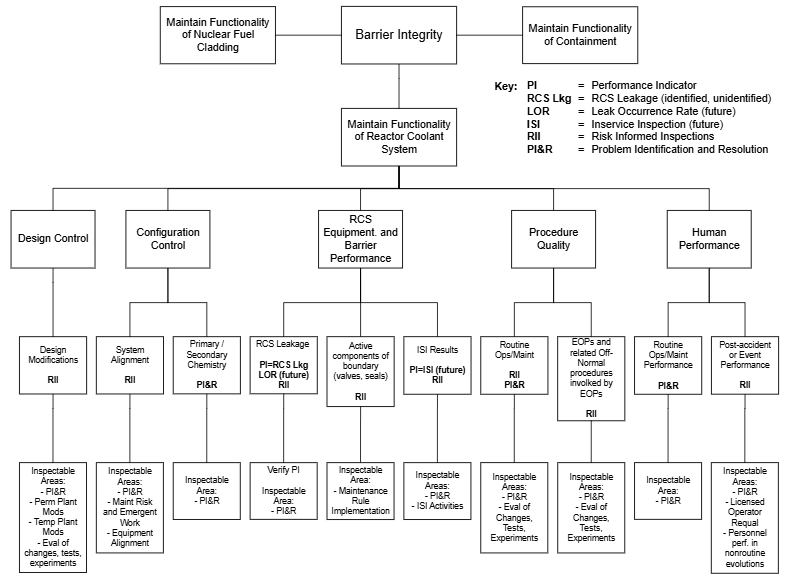 Maintain Functionality
of Nuclear Fuel
Cladding
Barrier Integrity
Maintain Functionality
of Containment
Key: PI = Performance Indicator
RCS Lkg = RCS Leakage (identified, unidentified)
LOR = Leak Occurrence Rate (future)
ISI = Inservice Inspection (future)
RII = Risk Informed Inspections
PI&R = Problem Identification and Resolution
Maintain Functionality
of Reactor Coolant
System
Design Control
Configuration
Control
RCS
Equipment. and
Barrier
Performance
Procedure
Quality
Human
Performance
Design
Modifications
RII
System
Alignment
RII
Primary /
Secondary
Chemistry
PI&R
RCS Leakage
PI=RCS Lkg
LOR (future)
RII
Active
components of
boundary
(valves, seals)
RII
ISI Results
PI=ISI (future)
RII
Routine
Ops/Maint
RII
PI&R
EOPs and
related Off-
Normal
procedures
involked by
EOPs
RII
Routine
Ops/Maint
Performance
PI&R
Post-accident
or Event
Performance
RII
Inspectable
Areas:
- PI&R
- Perm Plant
Mods
- Temp Plant
Mods
- Eval of
changes, tests,
experiments
Inspectable
Areas:
- PI&R
- Maint Risk
and Emergent
Work
- Equipment
Alignment
Inspectable
Area:
- PI&R
Verify PI
Inspectable
Area:
- PI&R
Inspectable
Area:
- Maintenance
Rule
Implementation
Inspectable
Areas:
- PI&R
- ISI Activities
Inspectable
Areas:
- PI&R
- Eval of
Changes,
Tests,
Experiments
Inspectable
Areas:
- PI&R
- Eval of
Changes,
Tests,
Experiments
Inspectable
Area:
- PI&R
Inspectable
Areas:
- PI&R
- Licensed
Operator
Requal
- Personnel
perf. in
nonroutine
evolutions